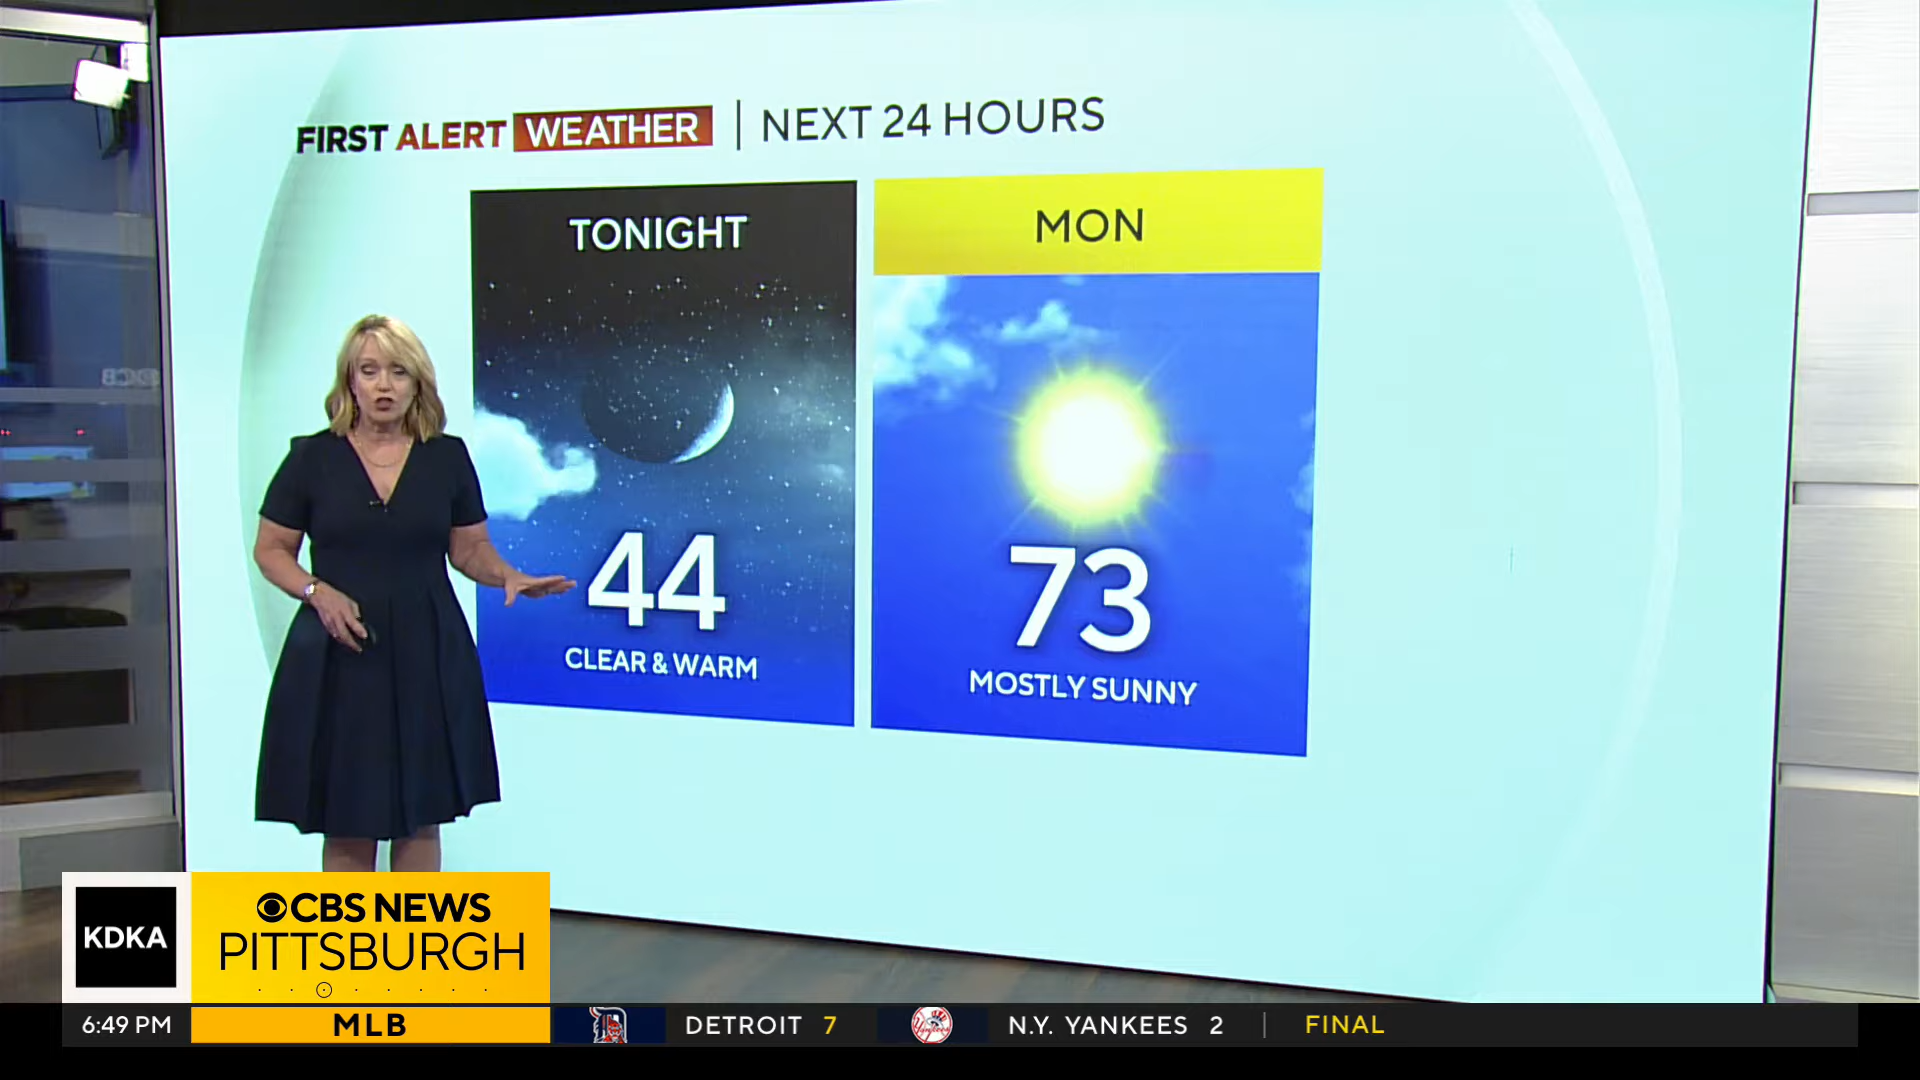 FIRST ALERT WEATHER | NEXT 24 HOURS
TONIGHT
44
CLEAR & WARM
MON
73
MOSTLY SUNNY
KDKA
CBS NEWS
PITTSBURGH
6:49 PM
MLB
DETROIT 7
N.Y. YANKEES 2 | FINAL